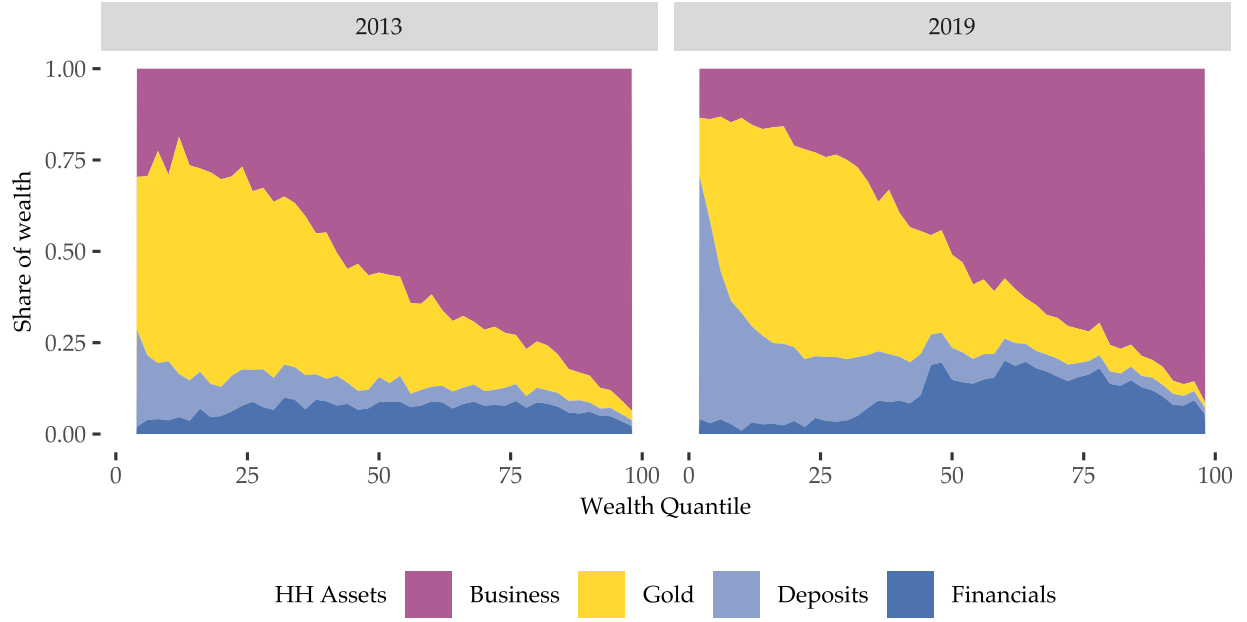 2013 2019
1.00
0.75
0.50
0.25
0.00
Share of wealth
0 25 50 75 100 0 25 50 75 100
Wealth Quantile
HH Assets Business Gold Deposits Financials